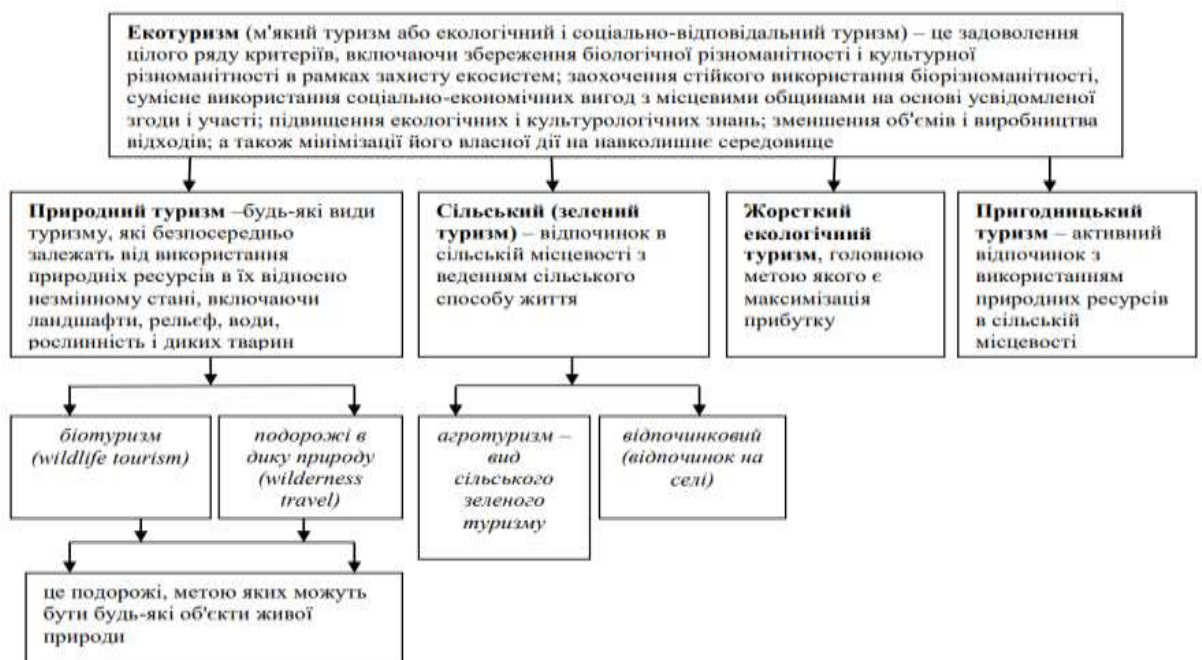 Екотуризм (м'який туризм або екологічний і соціально-відповідальний туризм) – це задоволення
цілого ряду критеріїв, включаючи збереження біологічної різноманітності і культурної
різноманітності в рамках захисту екосистем; заохочення стійкого використання біорізноманітності,
сумісне використання соціально-економічних вигод з місцевими общинами на основі усвідомленої
згоди і участі; підвищення екологічних і культурологічних знань; зменшення об'ємів і виробництва
відходів; а також мінімізації його власної дії на навколишнє середовище
Природний туризм –будь-які види
туризму, які безпосередньо
залежать від використання
природніх ресурсів в їх відносно
незмінному стані, включаючи
ландшафти, рельєф, води,
рослинність і диких тварин
Сільський (зелений
туризм) – відпочинок в
сільській місцевості з
веденням сільського
способу життя
Жорсткий
екологічний
туризм, головною
метою якого є
максимізація
прибутку
Пригодницький
туризм – активний
відпочинок з
використанням
природних ресурсів
в сільській
місцевості
біотуризм
(wildlife tourism)
подорожі в
дику природу
(wilderness
travel)
агротуризм –
вид
сільського
зеленого
туризму
відпочинковий
(відпочинок на
селі)
це подорожі, метою яких можуть
бути будь-які об'єкти живої
природи